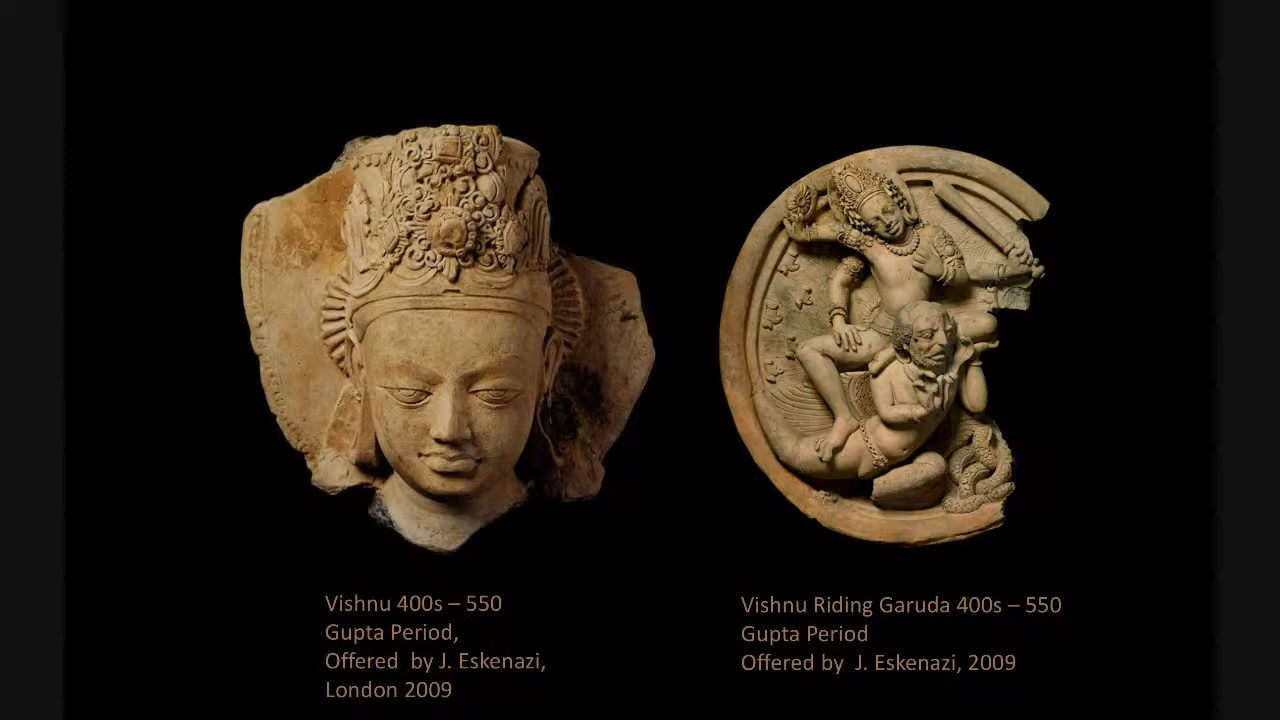 Vishnu 400s – 550
Gupta Period,
Offered  by J. Eskenazi,
London 2009
Vishnu Riding Garuda 400s – 550
Gupta Period
Offered by  J. Eskenazi, 2009